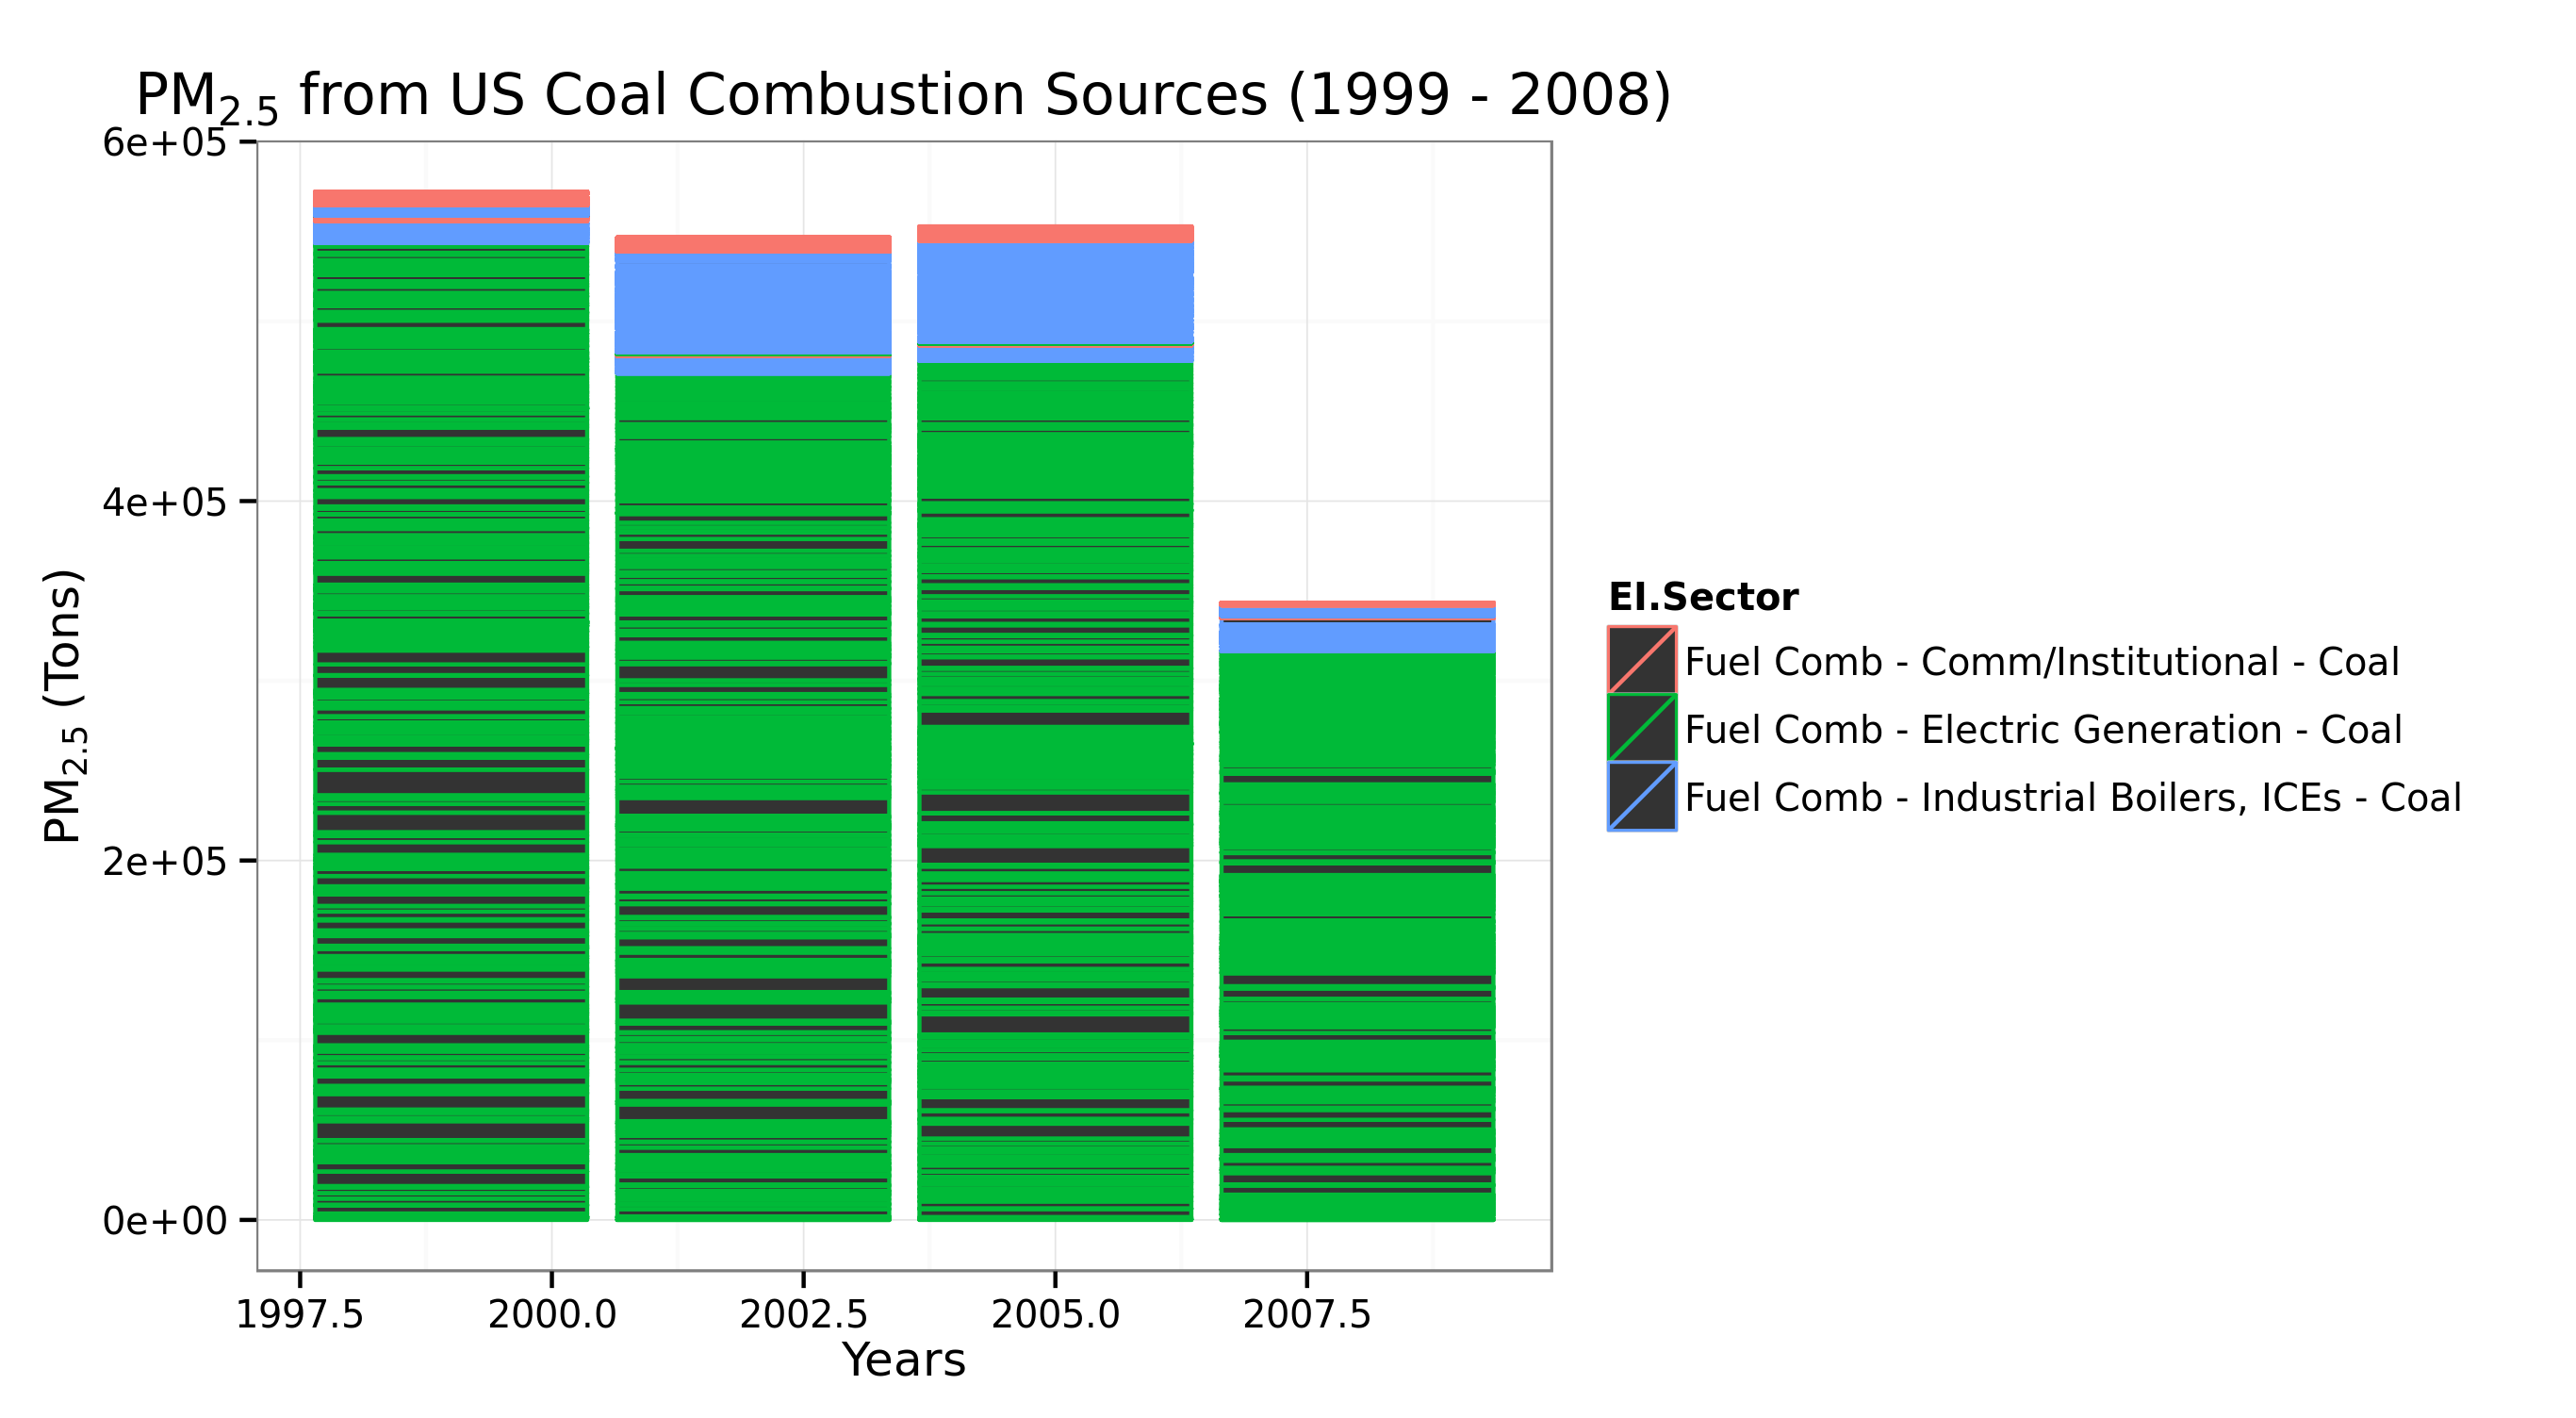 PM2.5 from US Coal Combustion Sources (1999 - 2008)
PM2.5 (Tons)
6e+05
4e+05
2e+05
0e+00
1997.5 2000.0 2002.5 2005.0 2007.5
Years
EI.Sector
Fuel Comb - Comm/Institutional - Coal
Fuel Comb - Electric Generation - Coal
Fuel Comb - Industrial Boilers, ICEs - Coal